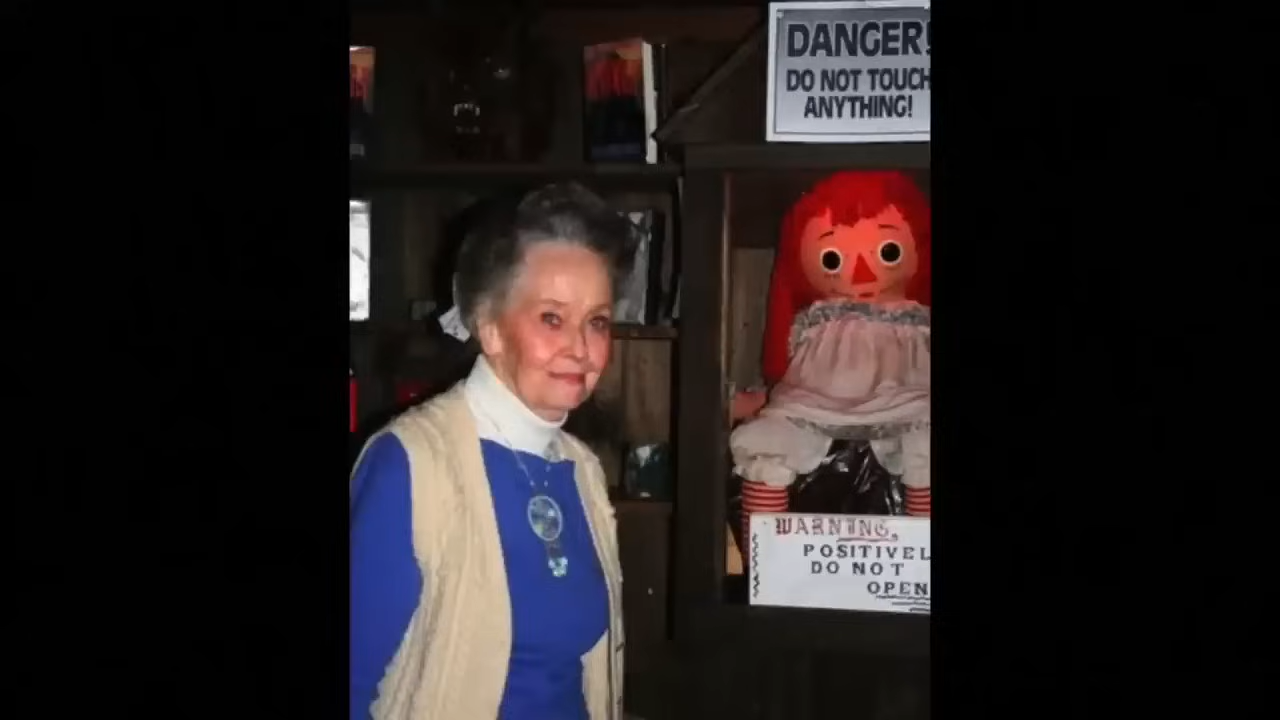 DANGER!
DO NOT TOUCH
ANYTHING!
WARNING,
POSITIVEL
DO NOT
OPEN